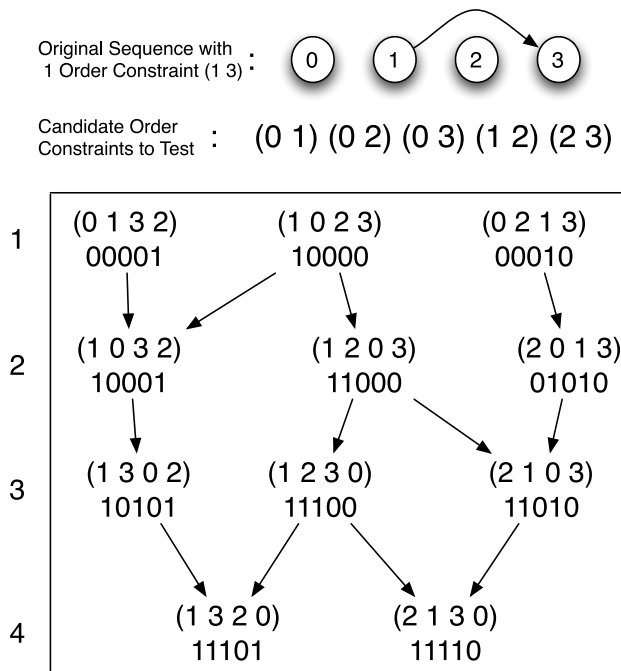 Original Sequence with
1 Order Constraint (1 3) :
0 1 2 3
Candidate Order
Constraints to Test :
(0 1) (0 2) (0 3) (1 2) (2 3)
1
(0 1 3 2) (1 0 2 3) (0 2 1 3)
00001 10000 00010
2
(1 0 3 2) (1 2 0 3) (2 0 1 3)
10001 11000 01010
3
(1 3 0 2) (1 2 3 0) (2 1 0 3)
10101 11100 11010
4
(1 3 2 0) (2 1 3 0)
11101 11110